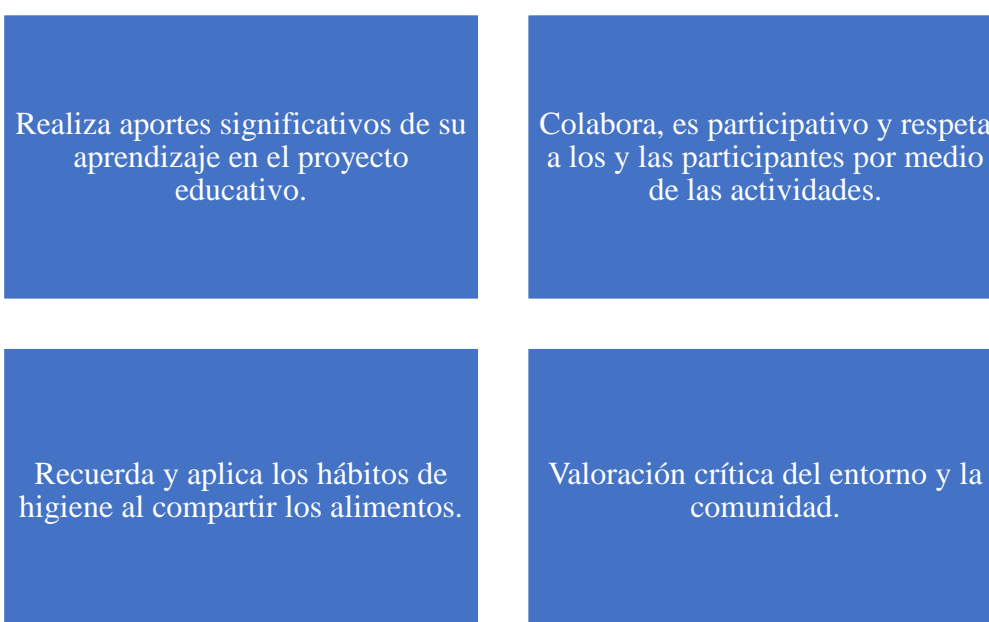 Realiza aportes significativos de su
aprendizaje en el proyecto
educativo.
Colabora, es participativo y respeta
a los y las participantes por medio
de las actividades.
Recuerda y aplica los hábitos de
higiene al compartir los alimentos.
Valoración crítica del entorno y la
comunidad.